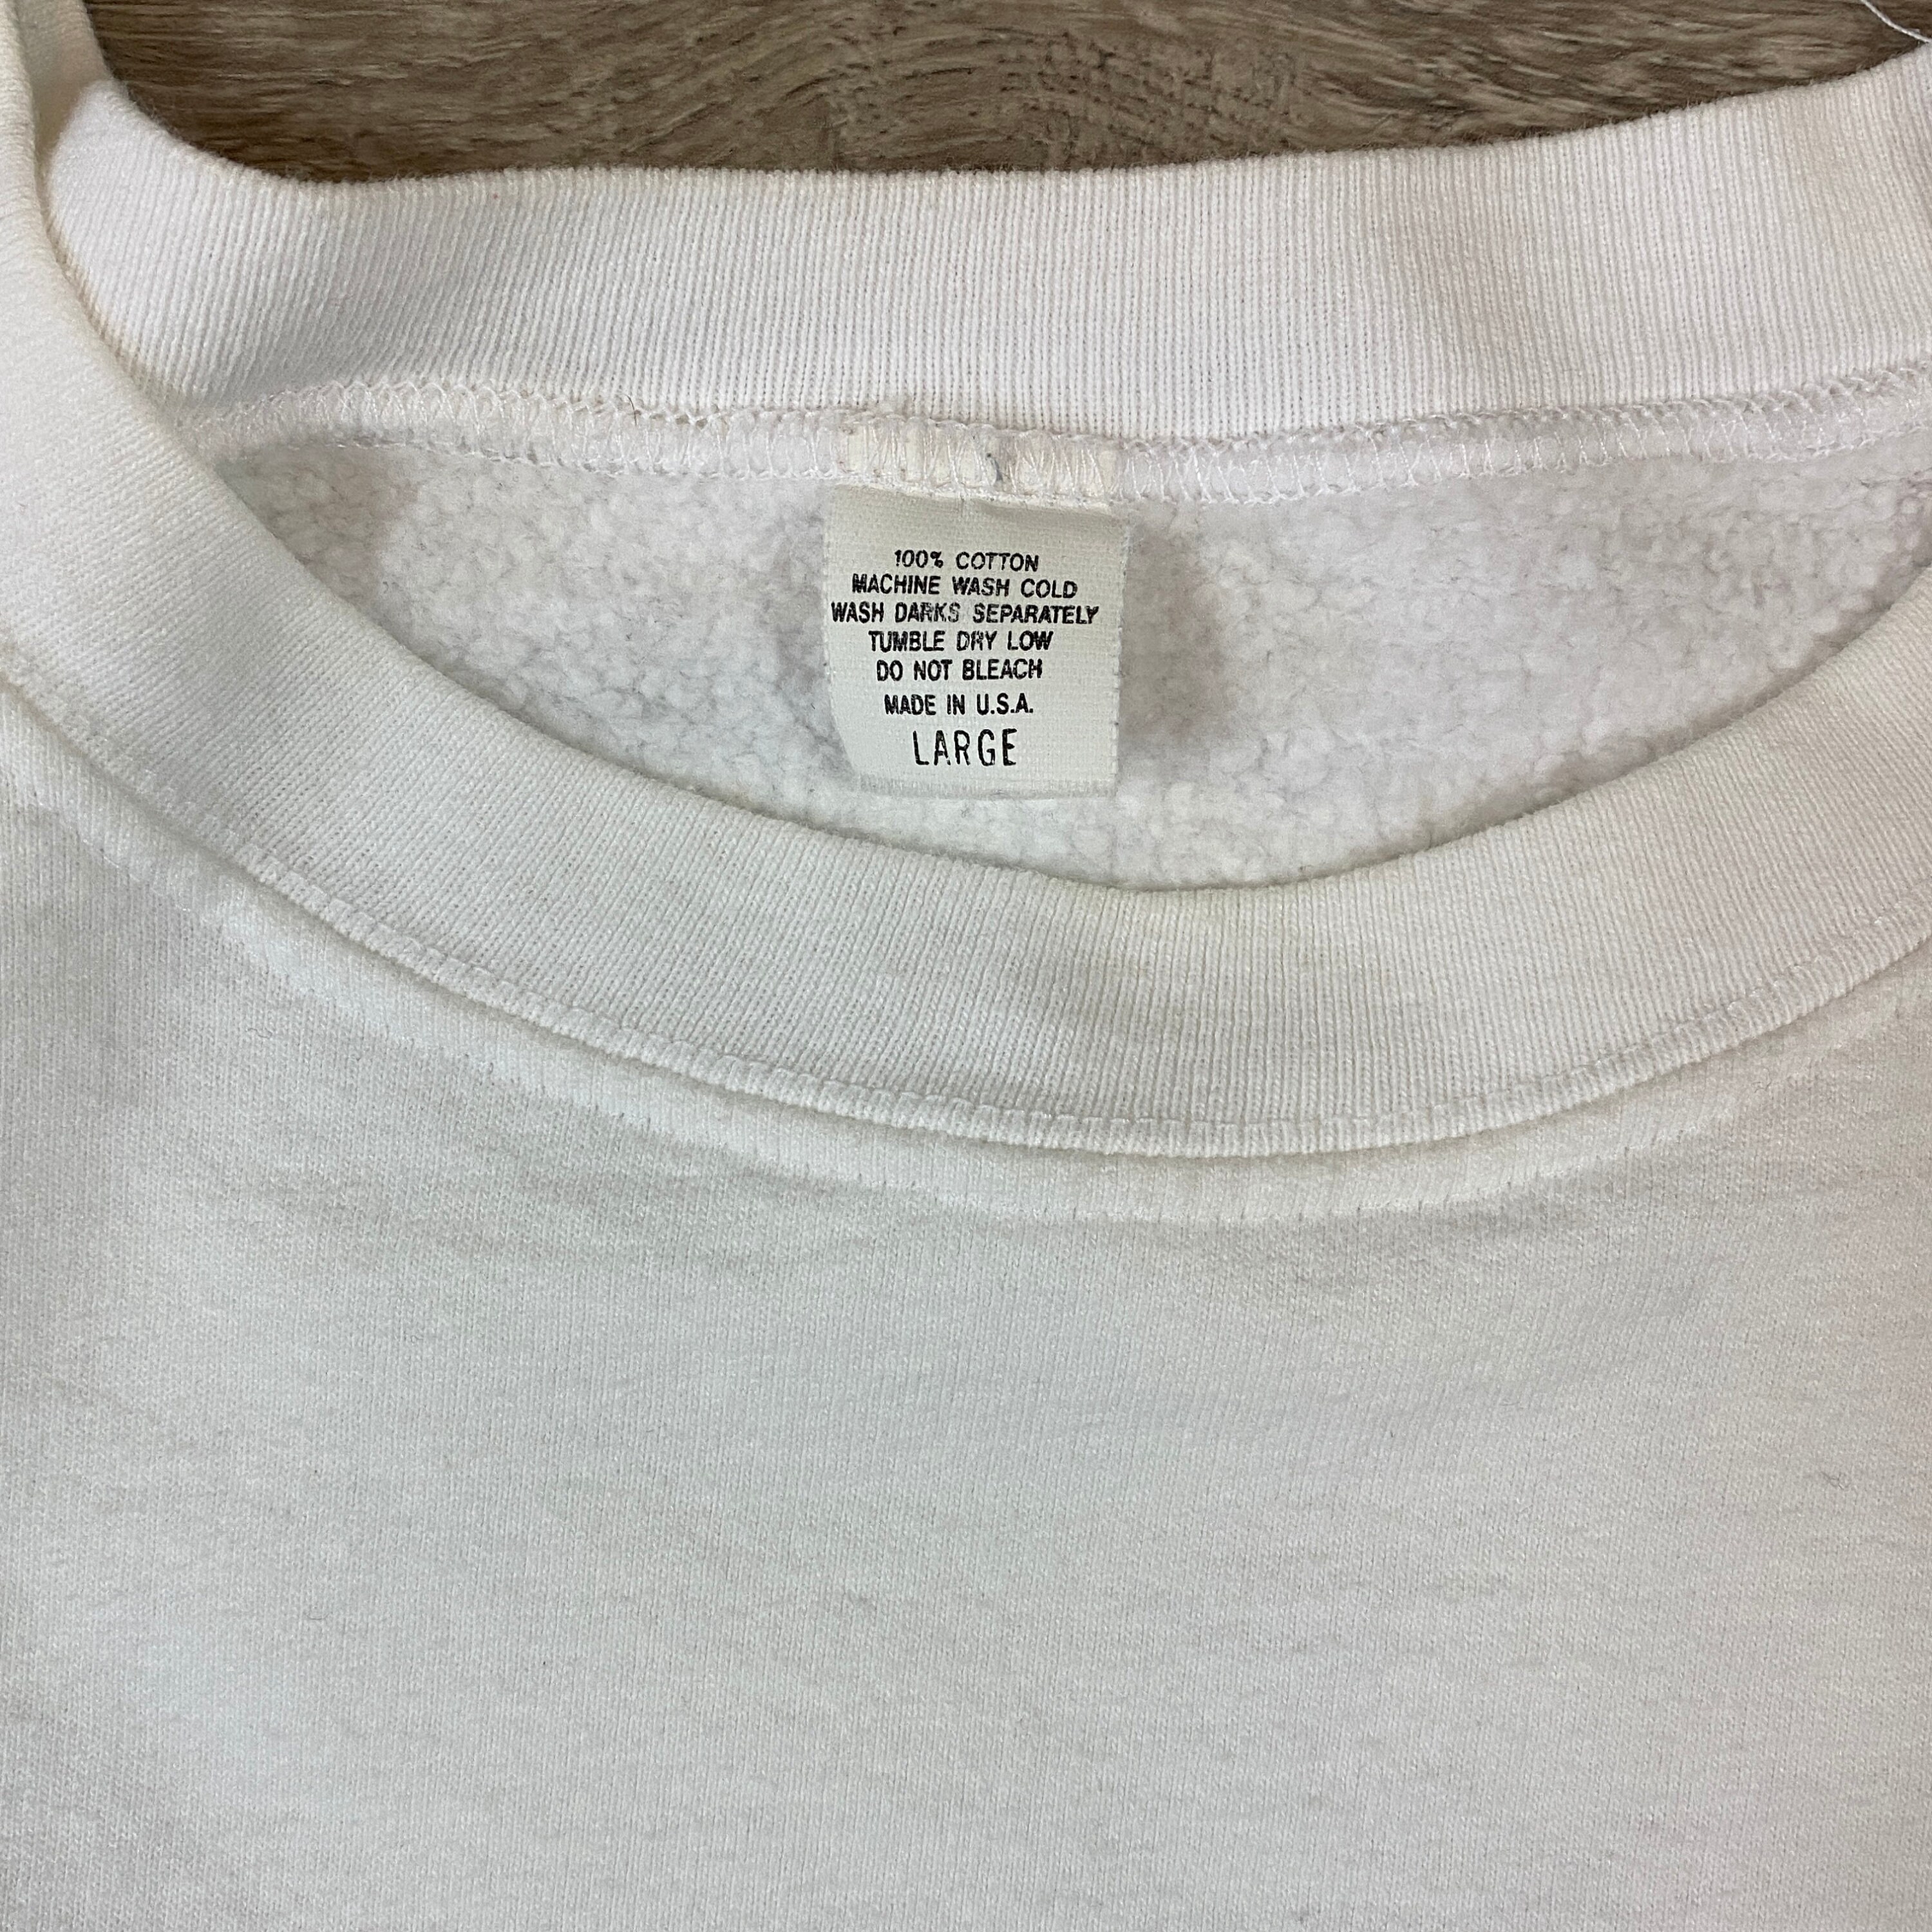 100% COTTON
MACHINE WASH COLD
WASH DARKS SEPARATELY
TUMBLE DRY LOW
DO NOT BLEACH
MADE IN U.S.A.
LARGE